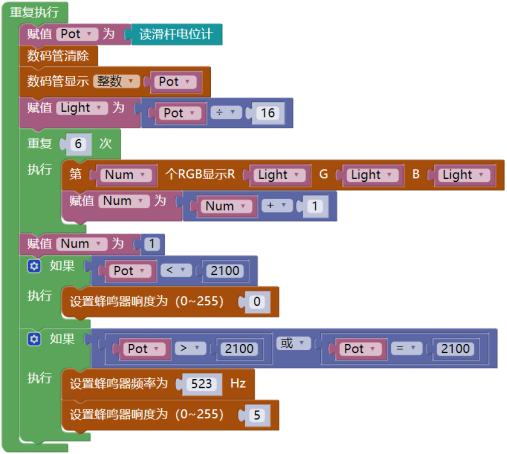 重复执行
赋值 Pot 为 读滑杆电位计
数码管清除
数码管显示 整数 Pot
赋值 Light 为 Pot ÷ 16
重复 6 次
执行 第 Num 个RGB显示R Light G Light B Light
赋值 Num 为 Num + 1
赋值 Num 为 1
如果 Pot < 2100
执行 设置蜂鸣器响度为（0~255） 0
如果 Pot > 2100 或 Pot = 2100
执行 设置蜂鸣器频率为 523 Hz
设置蜂鸣器响度为（0~255） 5